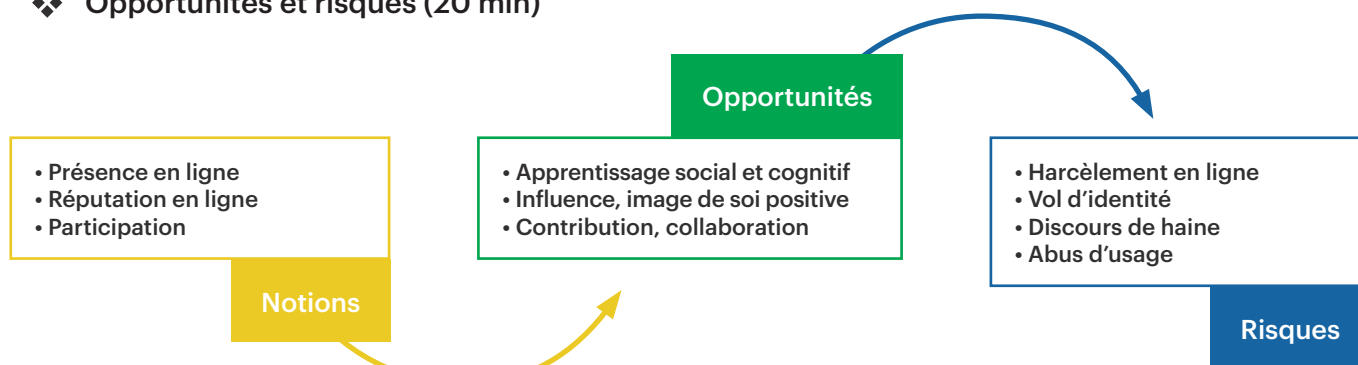 ❖ Opportunités et risques (20 min)
Notions
• Présence en ligne
• Réputation en ligne
• Participation
Opportunités
• Apprentissage social et cognitif
• Influence, image de soi positive
• Contribution, collaboration
• Harcèlement en ligne
• Vol d’identité
• Discours de haine
• Abus d’usage
Risques